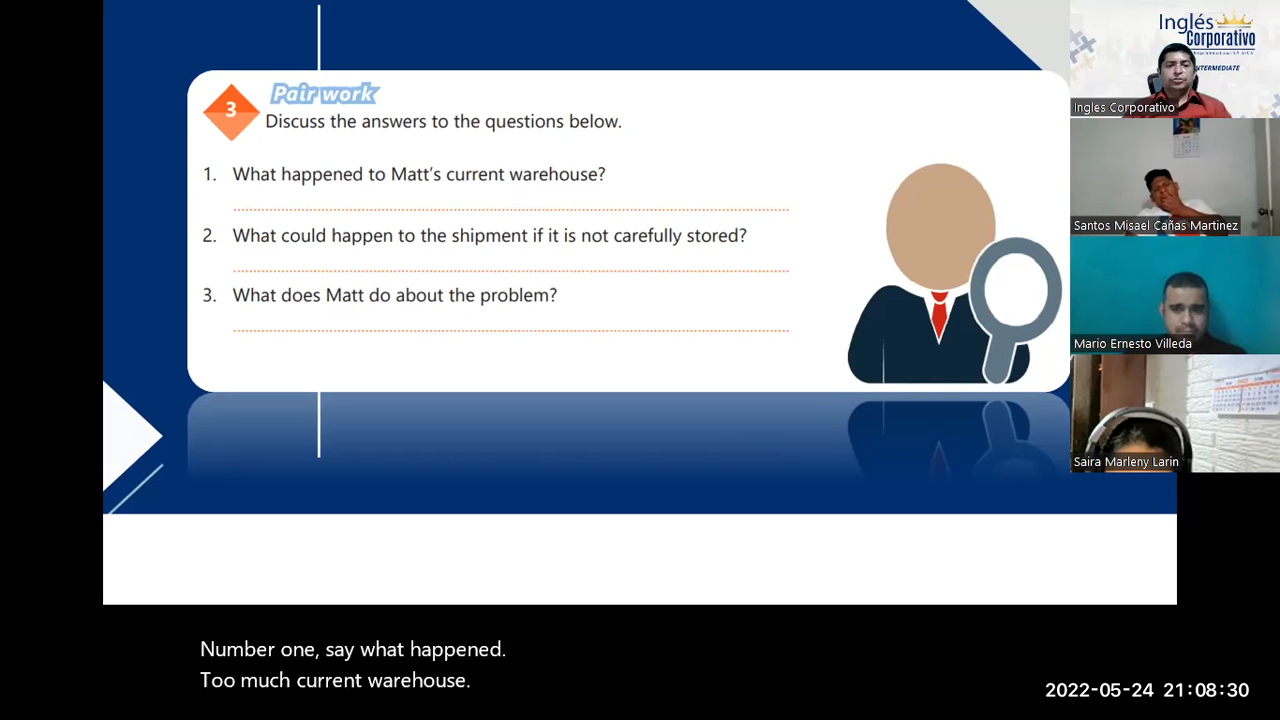 3
Pair work
Discuss the answers to the questions below.
1. What happened to Matt's current warehouse?
2. What could happen to the shipment if it is not carefully stored?
3. What does Matt do about the problem?
Inglés
Corporativo
INTERMEDIATE
Ingles Corporativo
Santos Misael Cañas Martinez
Mario Ernesto Villeda
Saira Marleny Larin
Number one, say what happened.
Too much current warehouse.
2022-05-24 21:08:30